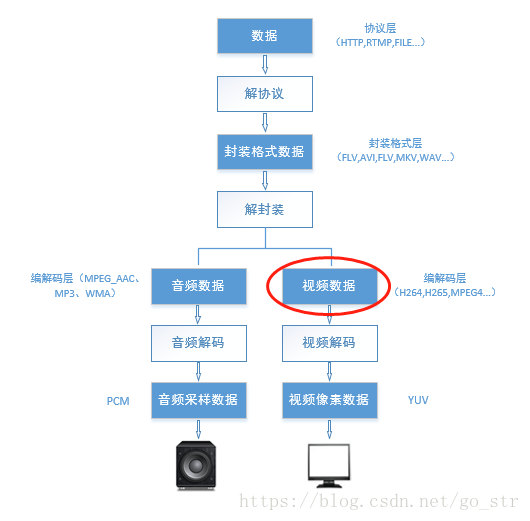 数据
协议层
（HTTP,RTMP,FILE...）
解协议
封装格式数据
封装格式层
（FLV,AVI,FLV,MKV,WAV...）
解封装
编解码层（MPEG_AAC、
MP3、WMA）
音频数据
视频数据
编解码层
（H264,H265,MPEG4...）
音频解码
视频解码
PCM
音频采样数据
视频像素数据
YUV
https://blog.csdn.net/go_str